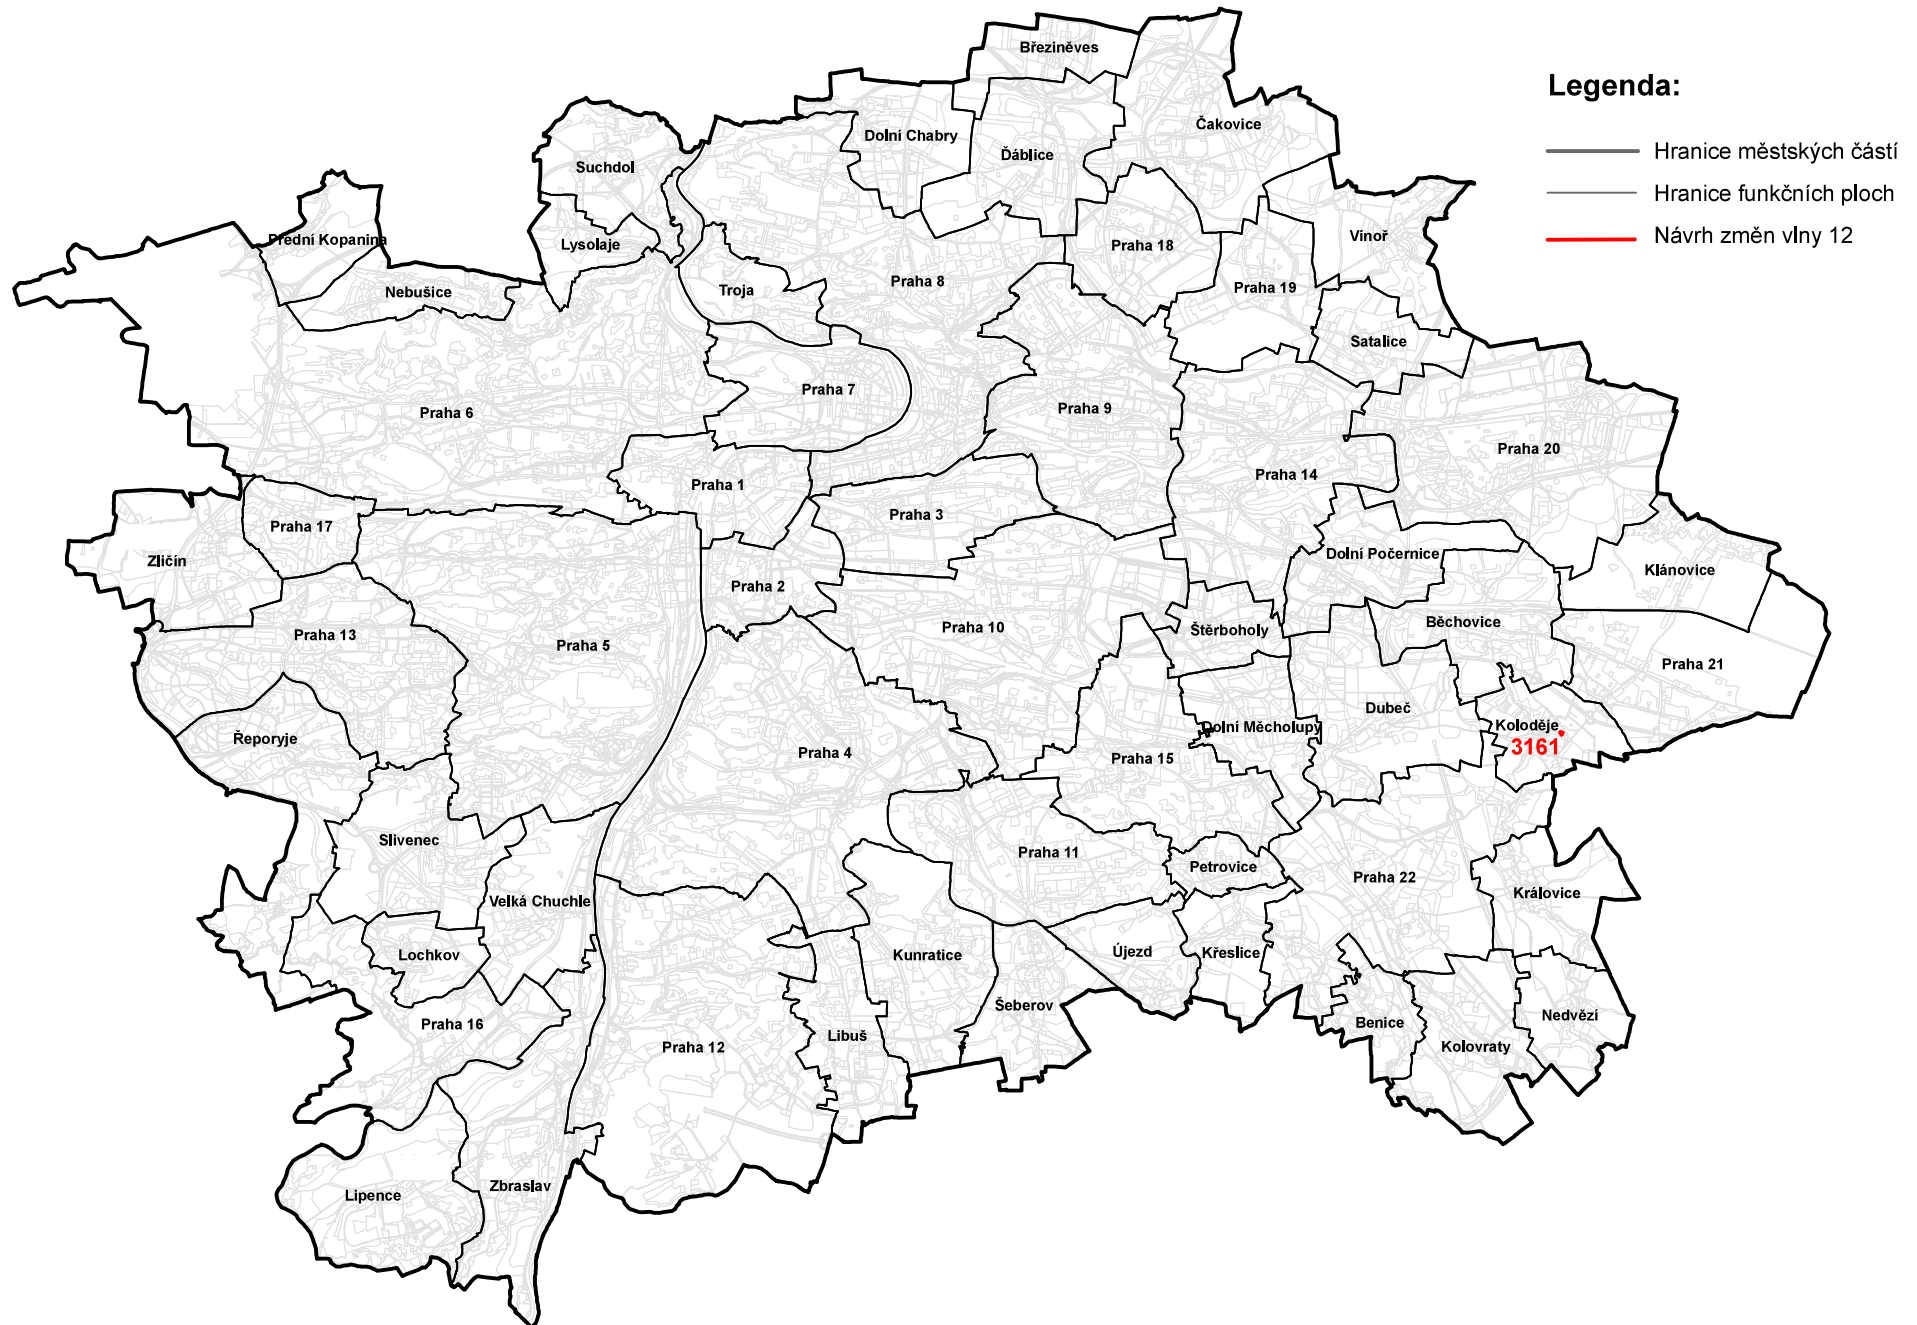 Legenda:
Hranice městských částí
Hranice funkčních ploch
Návrh změn vlny 12
Březiněves
Čakovice
Dolní Chabry
Ďáblice
Suchdol
Vinoř
Přední Kopanina
Lysolaje
Praha 18
Nebušice
Troja
Praha 8
Praha 19
Satalice
Praha 7
Praha 6
Praha 9
Praha 20
Praha 14
Praha 1
Praha 3
Praha 17
Zličín
Dolní Počernice
Klánovice
Praha 2
Praha 13
Praha 5
Praha 10
Štěrboholy
Běchovice
Praha 21
Řeporyje
Dubeč
Dolní Měcholupy
Koloděje
3161
Praha 4
Praha 15
Slivenec
Praha 11
Petrovice
Praha 22
Královice
Velká Chuchle
Lochkov
Kunratice
Újezd
Křeslice
Šeberov
Praha 16
Praha 12
Libuš
Benice
Nedvězí
Kolovraty
Lipence
Zbraslav